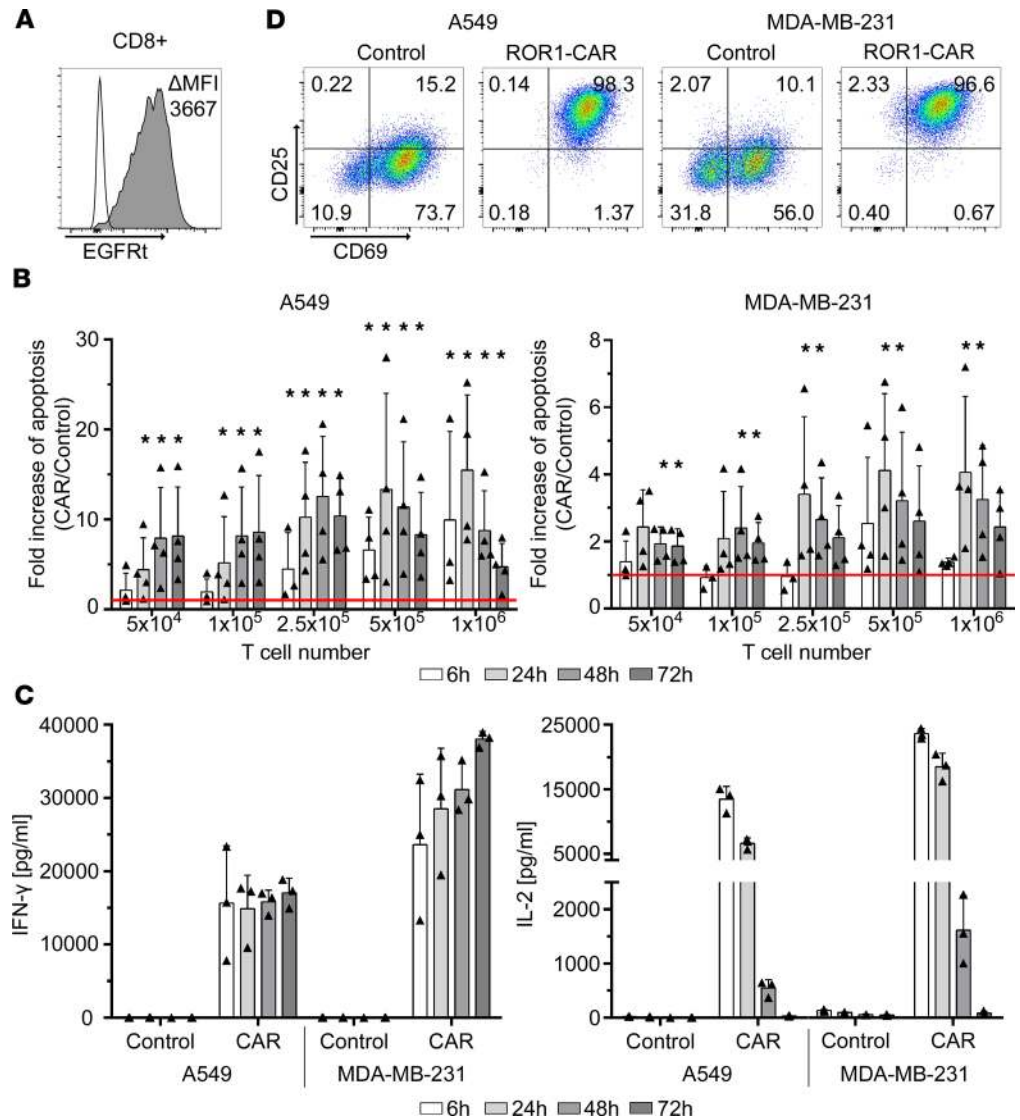 A
CD8+
ΔMFI
3667
EGFRt
D
A549
MDA-MB-231
Control
ROR1-CAR
Control
ROR1-CAR
0.22
15.2
0.14
98.3
2.07
10.1
2.33
96.6
CD25
10.9
73.7
0.18
1.37
31.8
56.0
0.40
0.67
CD69
B
A549
Fold increase of apoptosis
(CAR/Control)
30
20
10
0
* * *
* * *
* * * *
* * * *
* * * *
5x10⁴
1x10⁵
2.5x10⁵
5x10⁵
1x10⁶
T cell number
MDA-MB-231
Fold increase of apoptosis
(CAR/Control)
8
6
4
2
0
* *
* *
* *
* *
* *
5x10⁴
1x10⁵
2.5x10⁵
5x10⁵
1x10⁶
T cell number
6h 24h 48h 72h
C
IFN-γ [pg/ml]
40000
30000
20000
10000
0
Control
CAR
Control
CAR
A549
MDA-MB-231
IL-2 [pg/ml]
25000
15000
5000
2000
1000
0
Control
CAR
Control
CAR
A549
MDA-MB-231
6h 24h 48h 72h